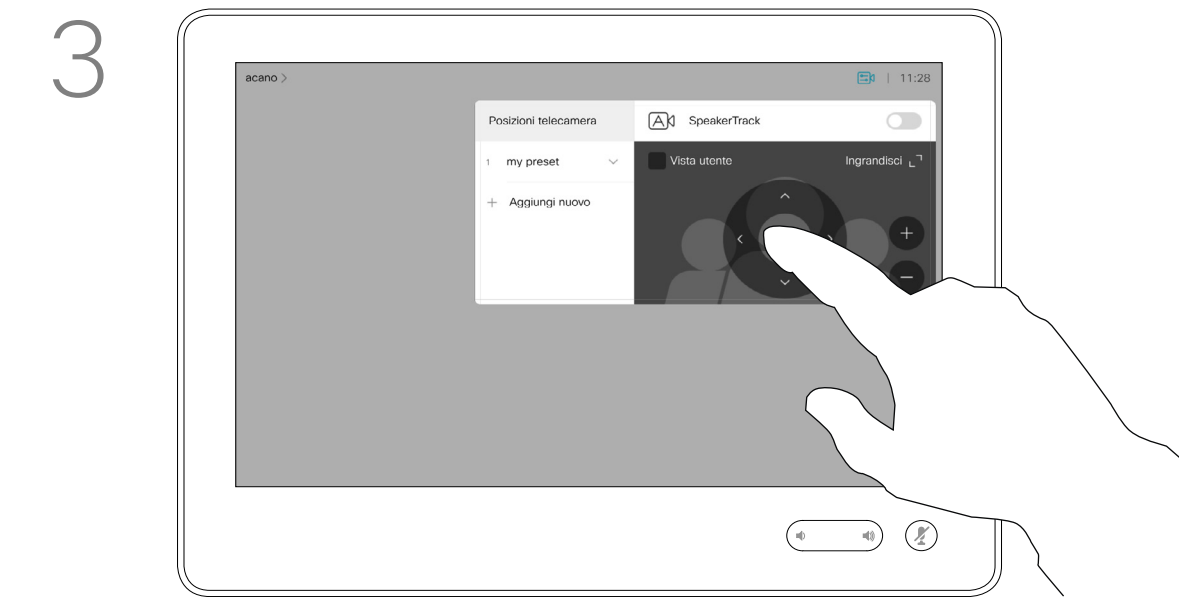 3
acano >
11:28
Posizioni telecamera
SpeakerTrack
1 my preset
Vista utente
Ingrandisci
+ Aggiungi nuovo